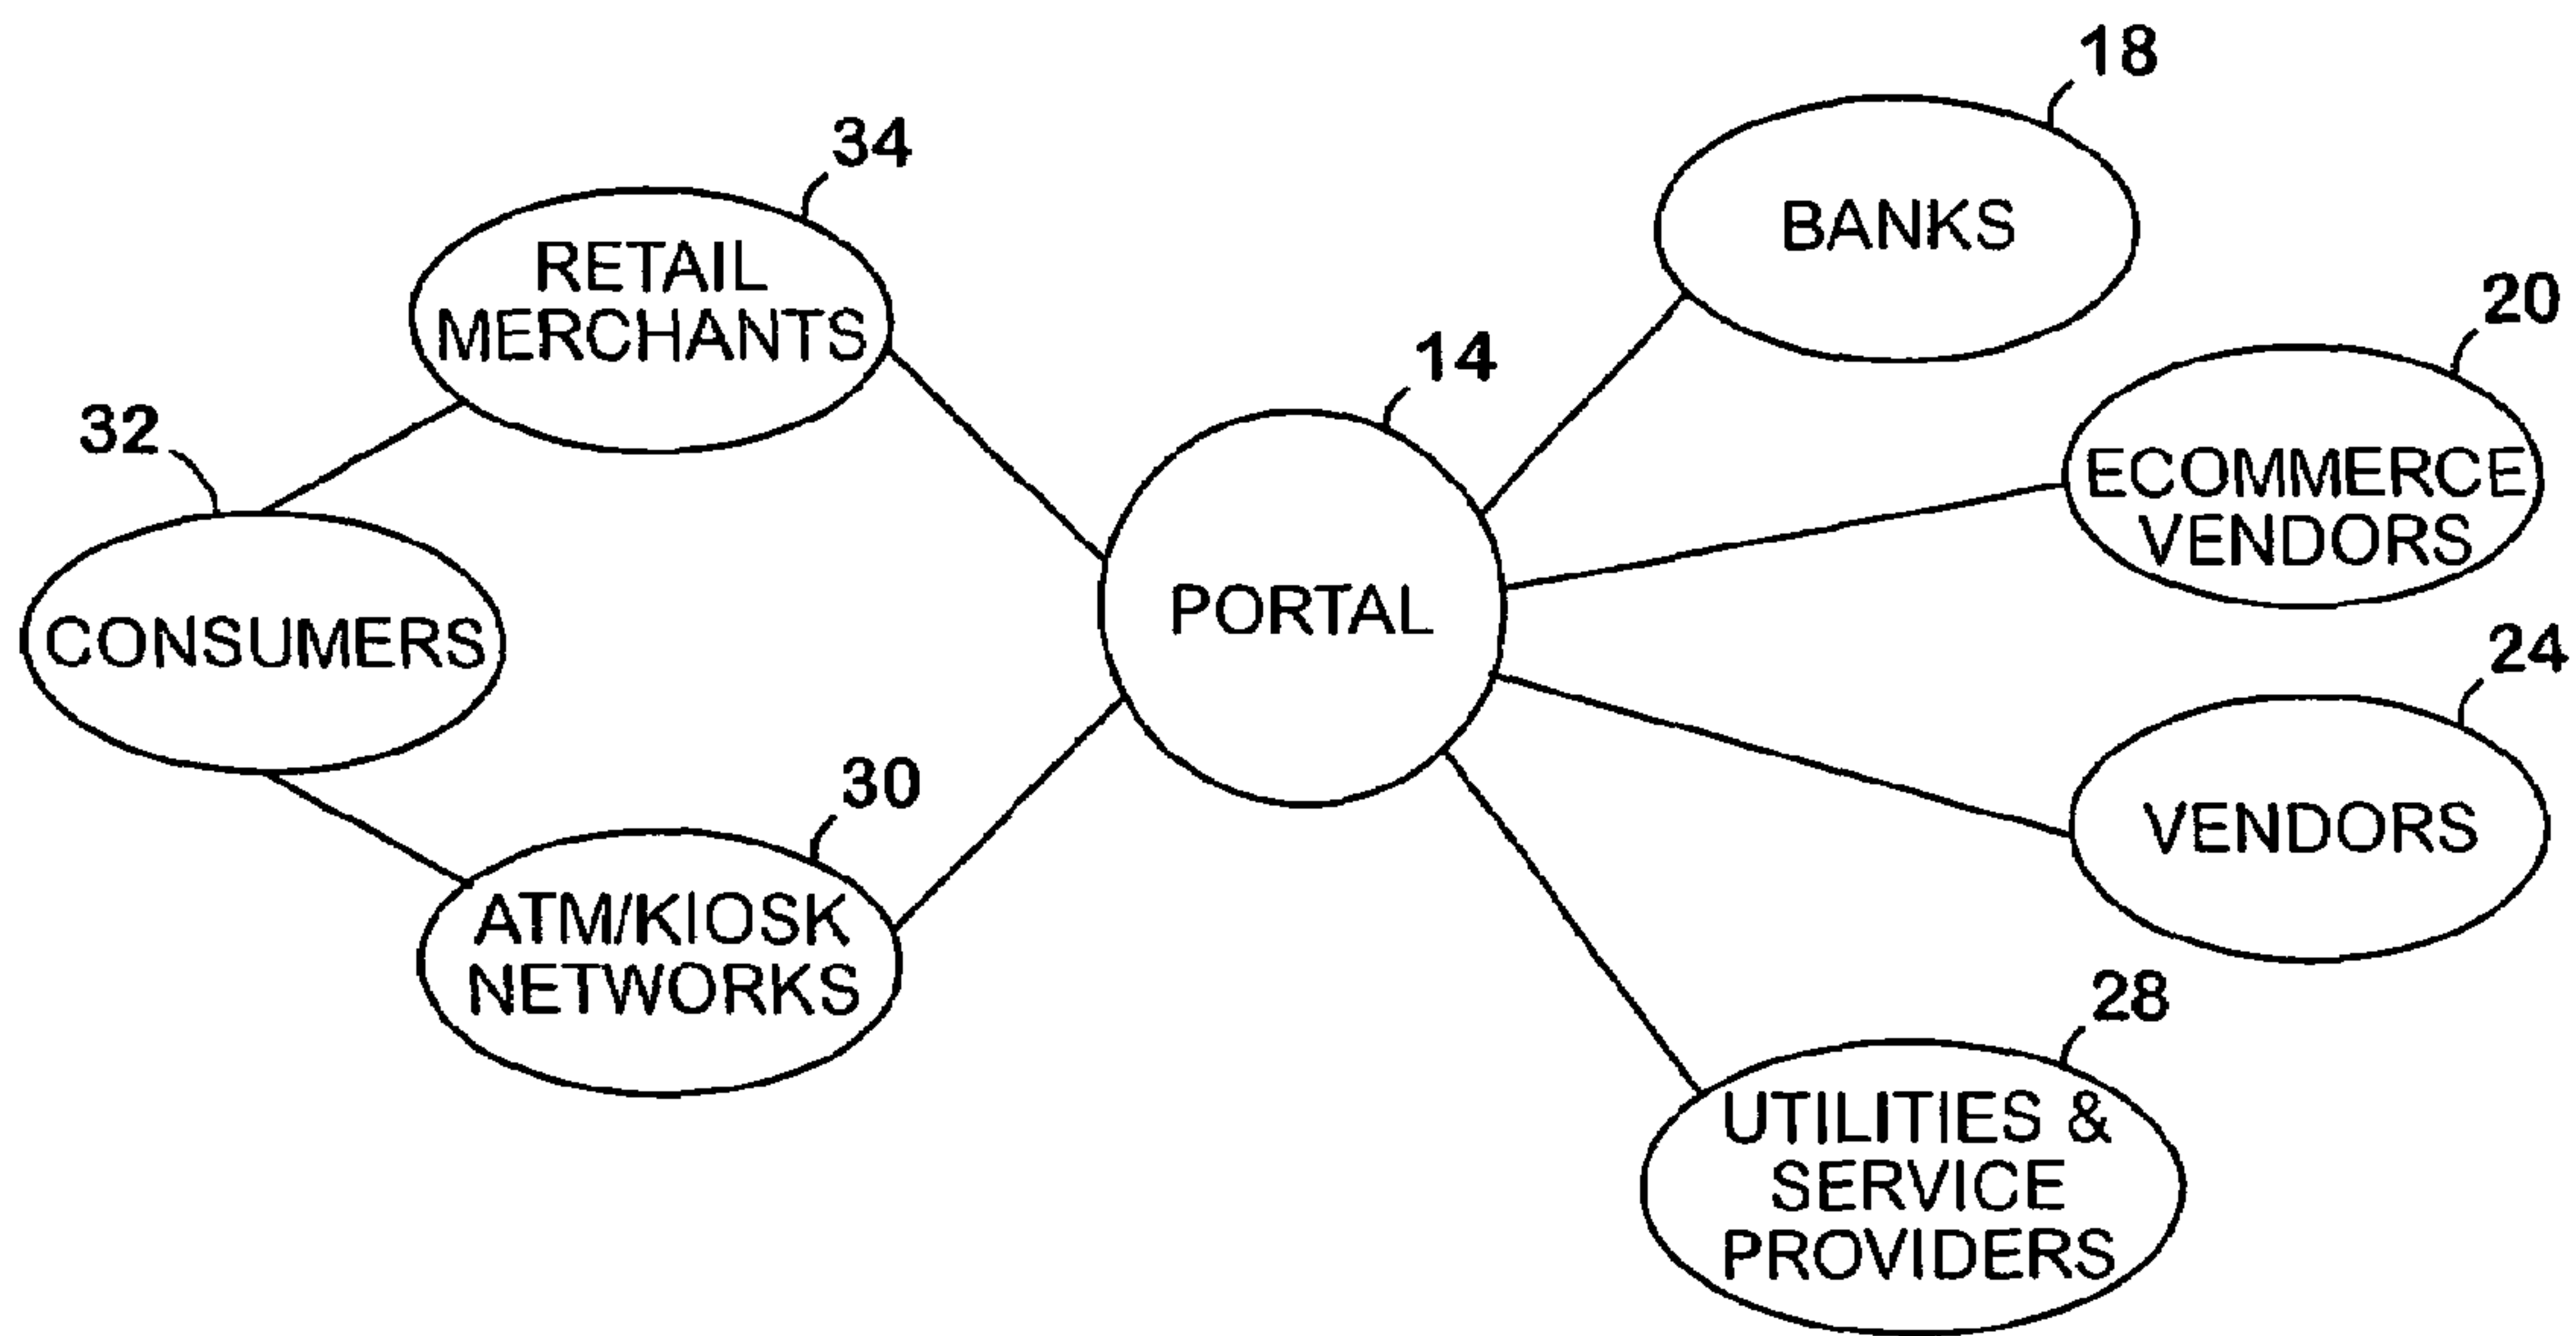 18
BANKS
34
RETAIL
MERCHANTS
20
ECOMMERCE
VENDORS
14
PORTAL
32
CONSUMERS
24
VENDORS
30
ATM/KIOSK
NETWORKS
28
UTILITIES &
SERVICE
PROVIDERS